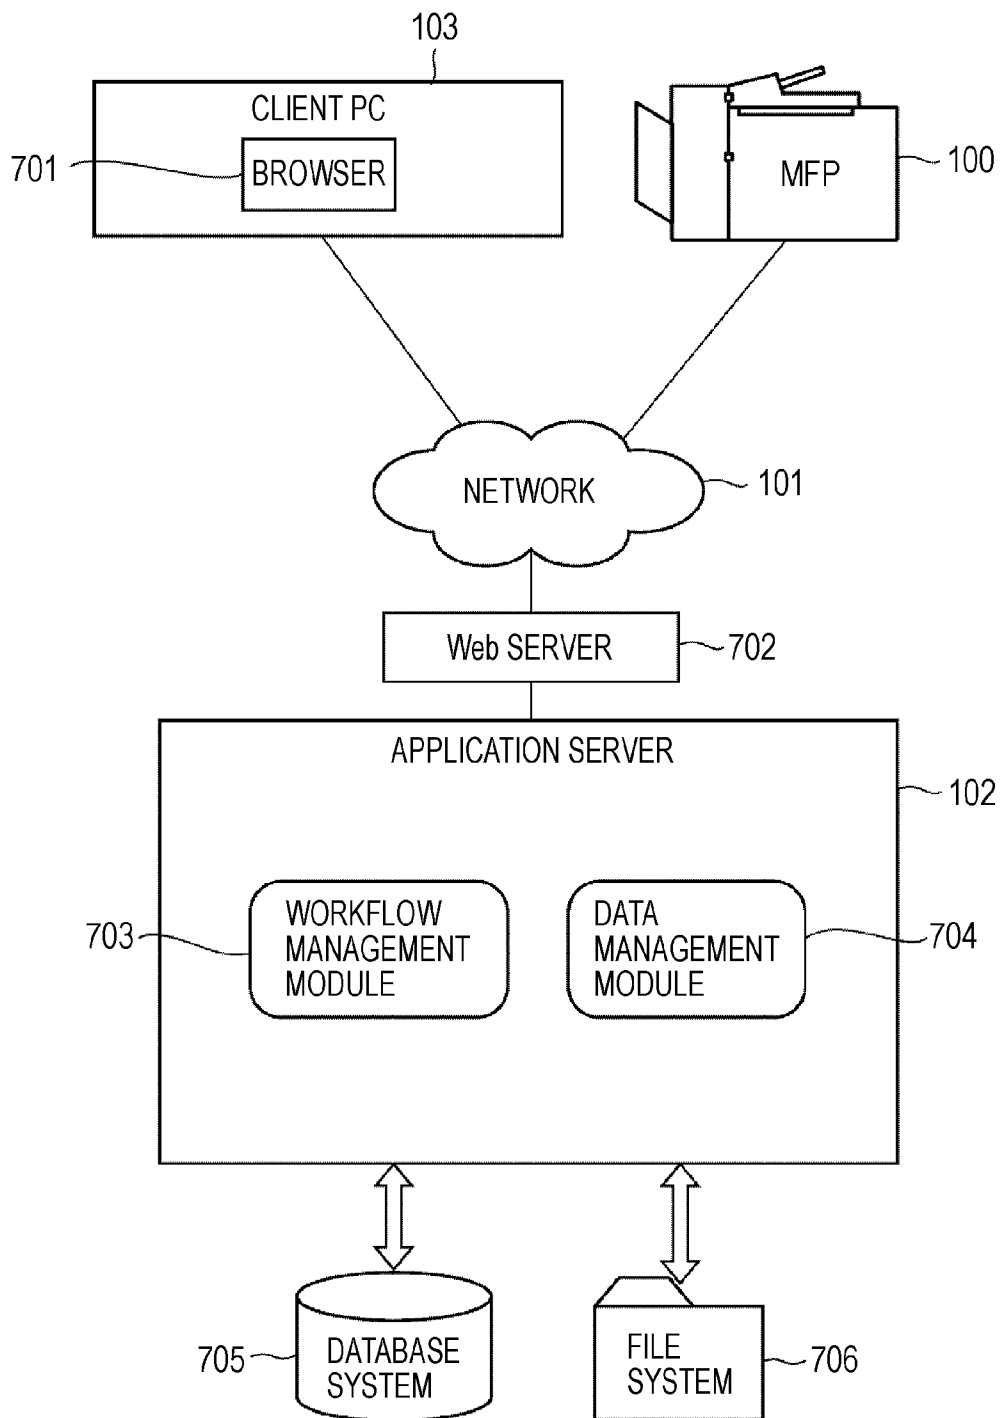 103
CLIENT PC
701
BROWSER
MFP
100
NETWORK
101
Web SERVER
702
APPLICATION SERVER
102
703
WORKFLOW
MANAGEMENT
MODULE
DATA
MANAGEMENT
MODULE
704
705
DATABASE
SYSTEM
FILE
SYSTEM
706